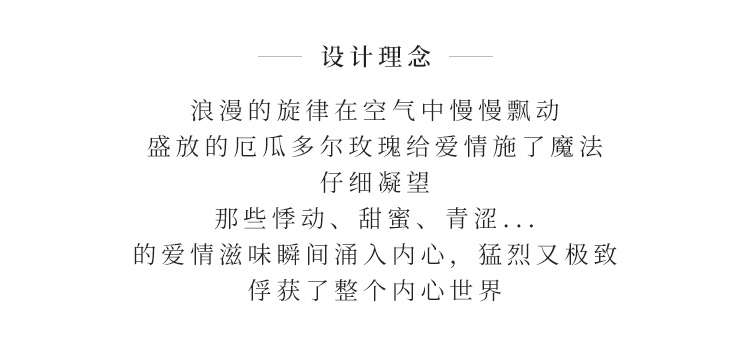 设计理念
浪漫的旋律在空气中慢慢飘动
盛放的厄瓜多尔玫瑰给爱情施了魔法
仔细凝望
那些悸动、甜蜜、青涩...
的爱情滋味瞬间涌入内心，猛烈又极致
俘获了整个内心世界